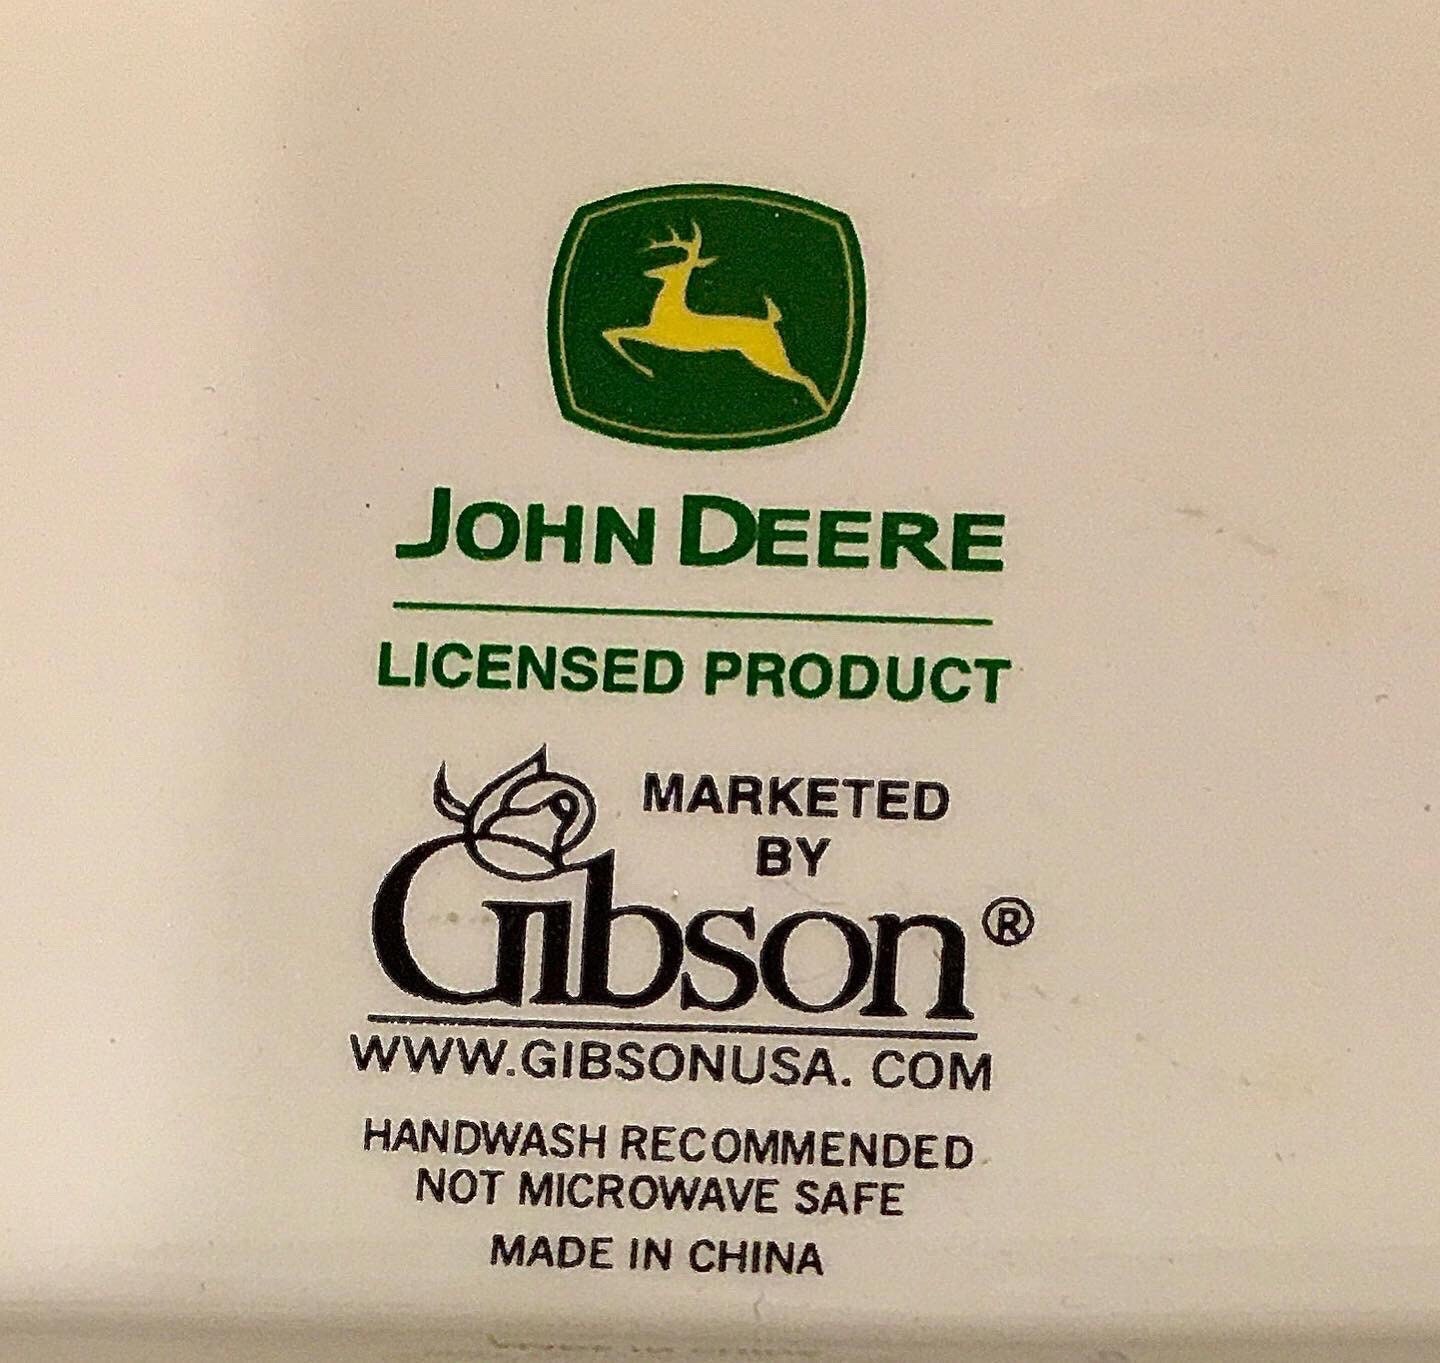 JOHN DEERE
LICENSED PRODUCT
MARKETED
BY
Gibson®
WWW.GIBSONUSA. COM
HANDWASH RECOMMENDED
NOT MICROWAVE SAFE
MADE IN CHINA